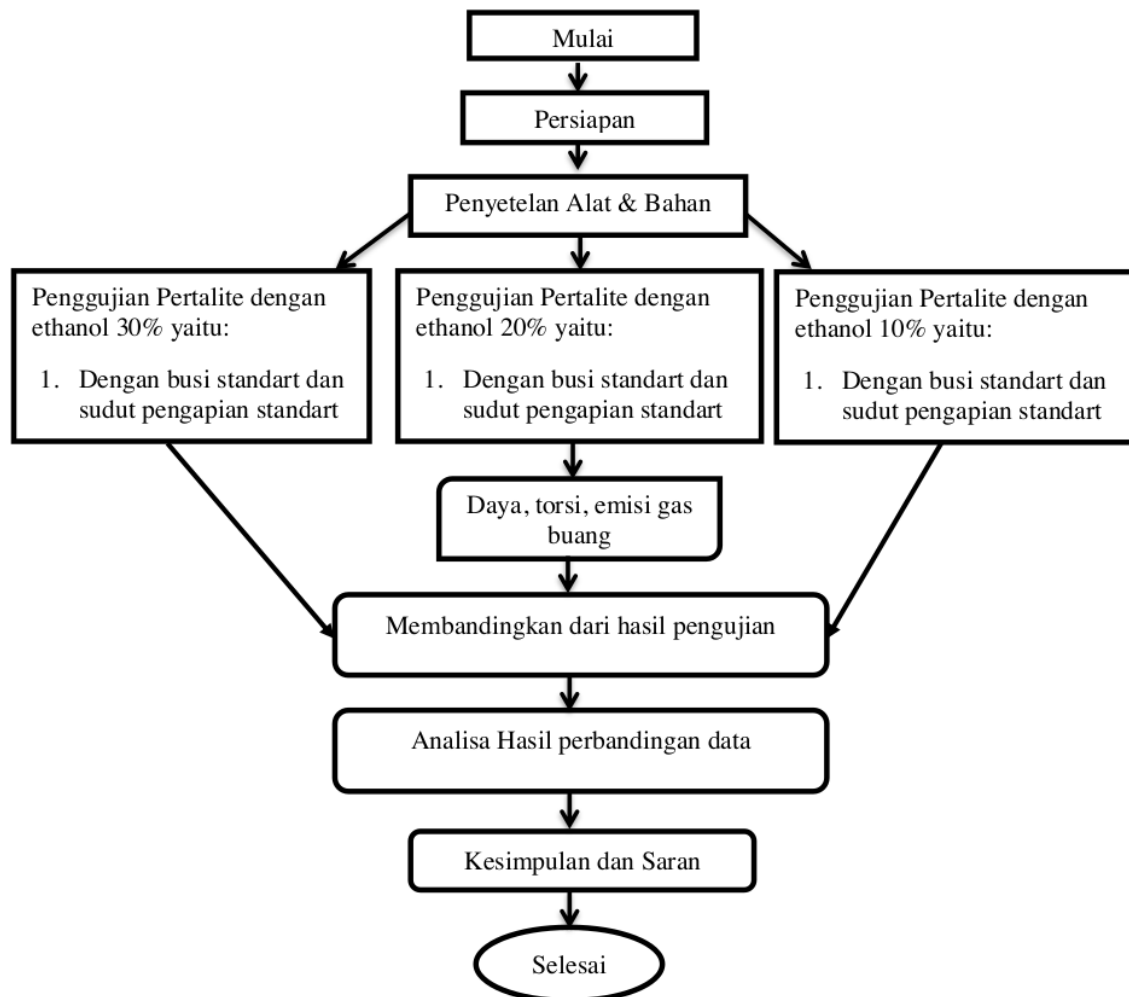 Mulai
Persiapan
Penyetelan Alat & Bahan
Penggujian Pertalite dengan
ethanol 30% yaitu:
1. Dengan busi standart dan
sudut pengapian standart
Penggujian Pertalite dengan
ethanol 20% yaitu:
1. Dengan busi standart dan
sudut pengapian standart
Penggujian Pertalite dengan
ethanol 10% yaitu:
1. Dengan busi standart dan
sudut pengapian standart
Daya, torsi, emisi gas
buang
Membandingkan dari hasil pengujian
Analisa Hasil perbandingan data
Kesimpulan dan Saran
Selesai